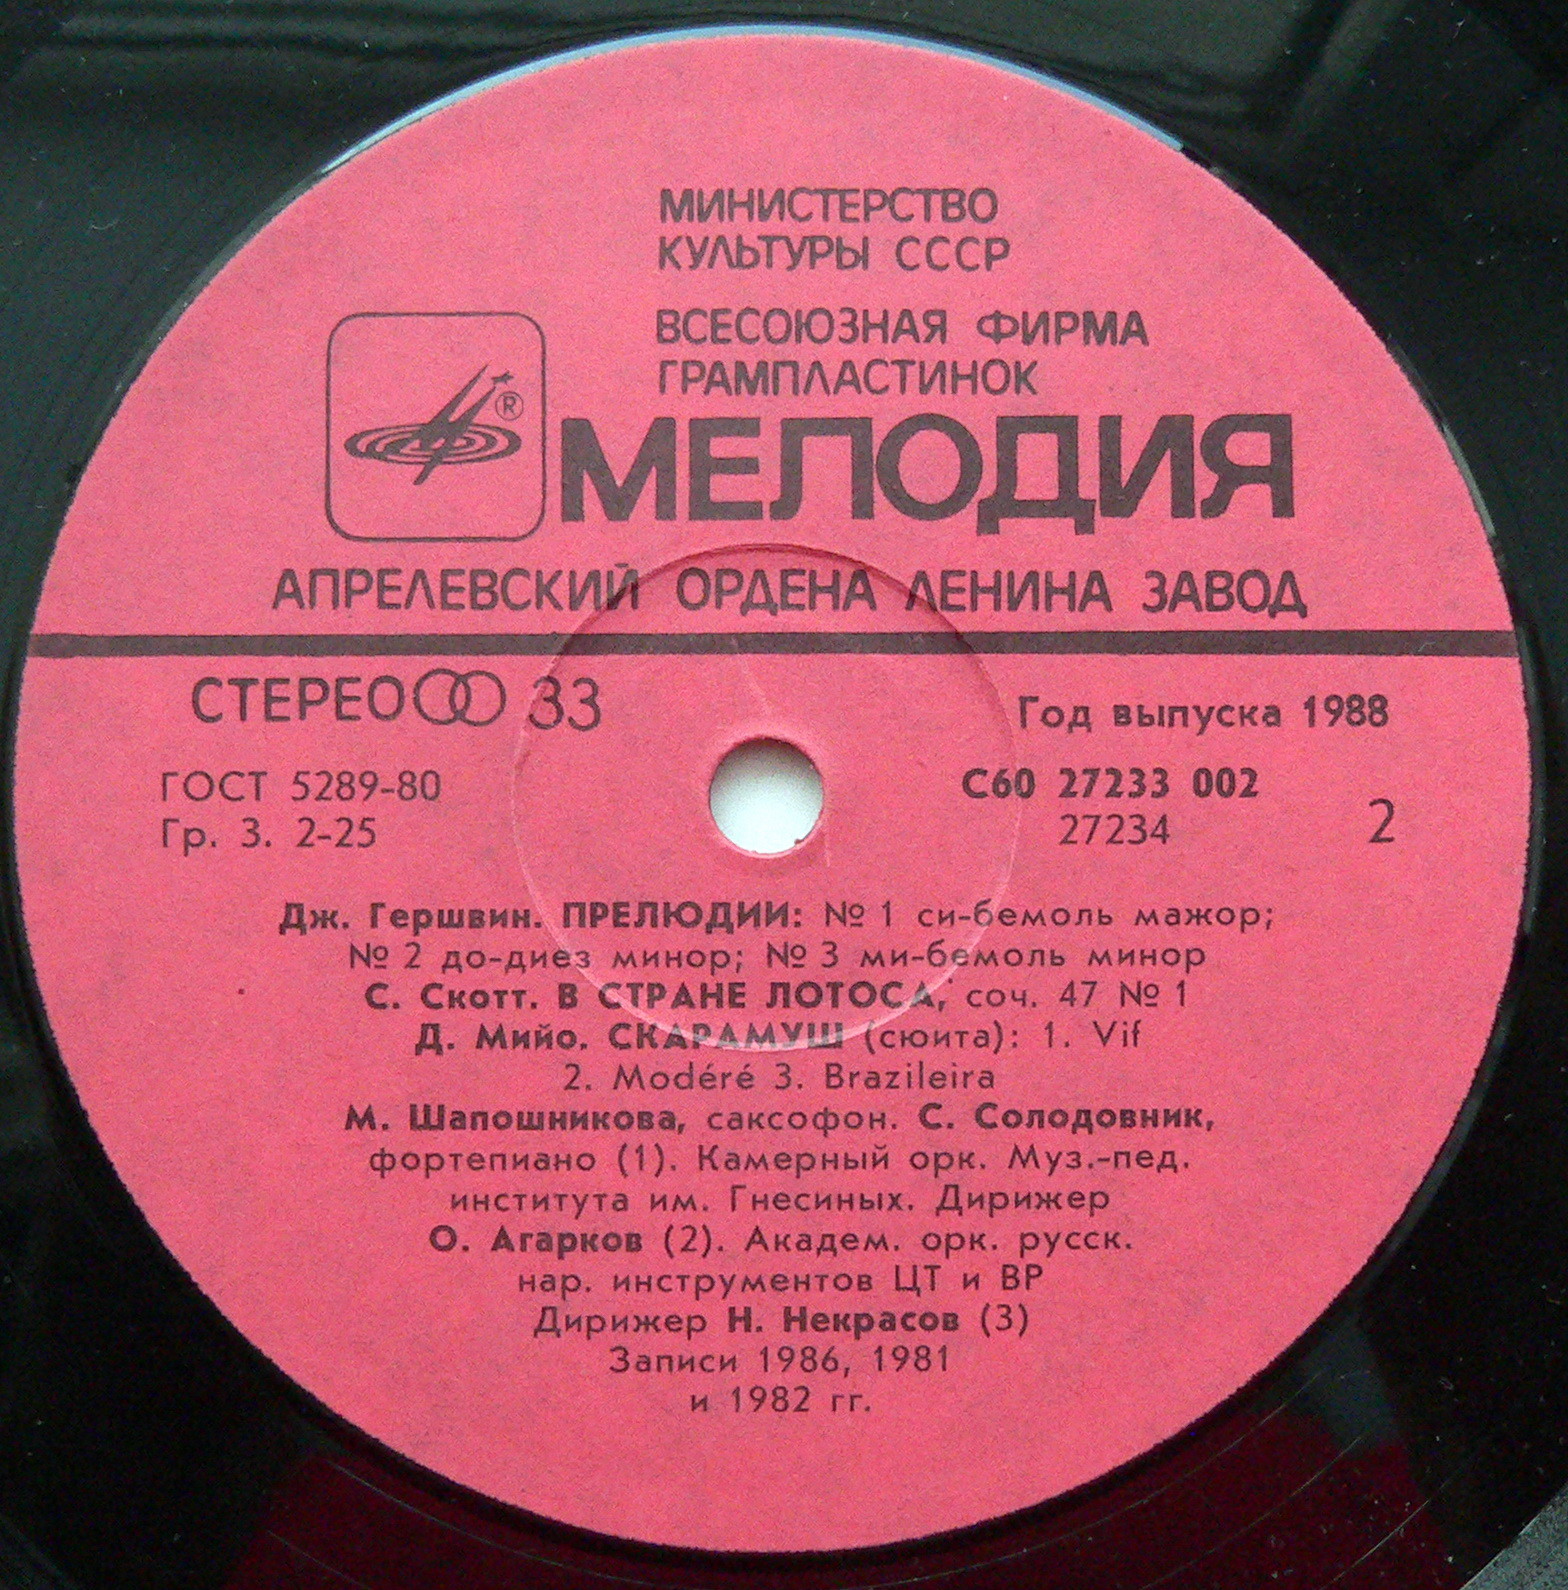 МИНИСТЕРСТВО
КУЛЬТУРЫ СССР
ВСЕСОЮЗНАЯ ФИРМА
ГРАМПЛАСТИНОК
®
МЕЛОДИЯ
АПРЕЛЕВСКИЙ ОРДЕНА ЛЕНИНА ЗАВОД
СТЕРЕО 33
Год выпуска 1988
ГОСТ 5289-80
Гр. 3. 2-25
С60 27233 002
27234
2
Дж. Гершвин. ПРЕЛЮДИИ: № 1 си-бемоль мажор;
№ 2 до-диез минор; № 3 ми-бемоль минор
С. Скотт. В СТРАНЕ ЛОТОСА, соч. 47 № 1
Д. Мийо. СКАРАМУШ (сюита): 1. Vif
2. Modéré 3. Brazileira
М. Шапошникова, саксофон. С. Солодовник,
фортепиано (1). Камерный орк. Муз.-пед.
института им. Гнесиных. Дирижер
О. Агарков (2). Академ. орк. русск.
нар. инструментов ЦТ и ВР
Дирижер Н. Некрасов (3)
Записи 1986, 1981
и 1982 гг.